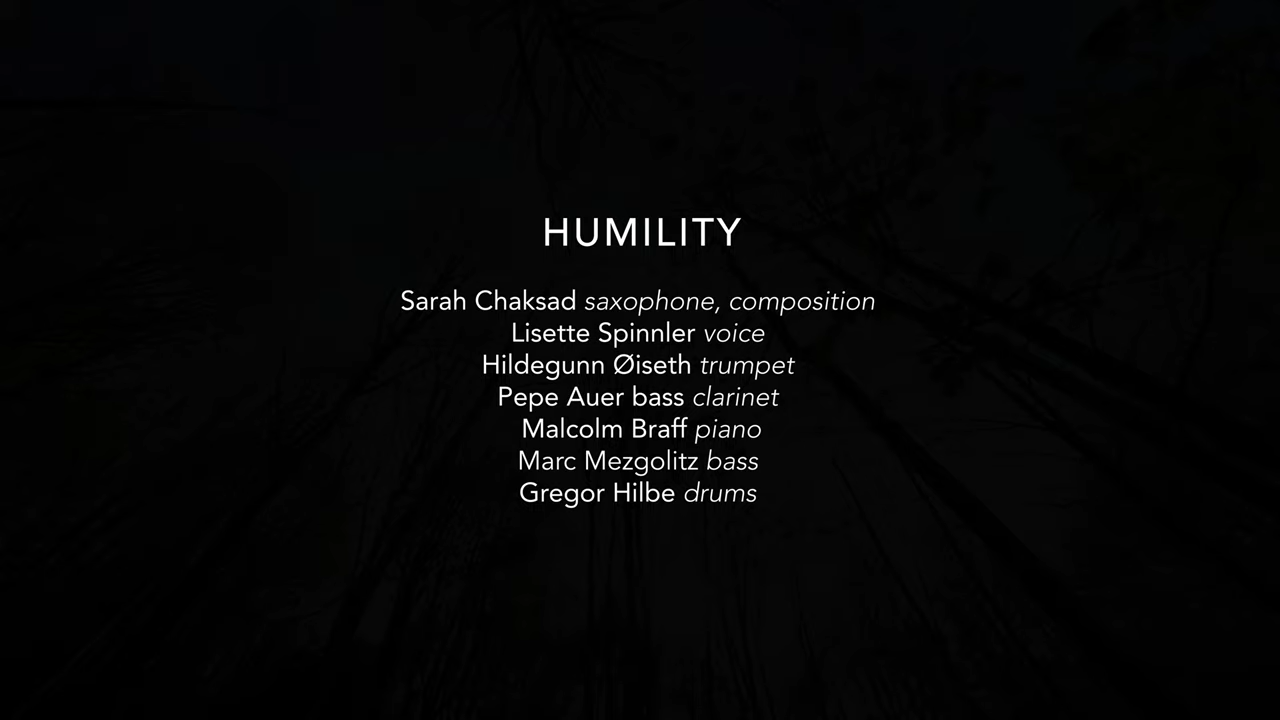 HUMILITY
Sarah Chaksad saxophone, composition
Lisette Spinnler voice
Hildegunn Øiseth trumpet
Pepe Auer bass clarinet
Malcolm Braff piano
Marc Mezgolitz bass
Gregor Hilbe drums